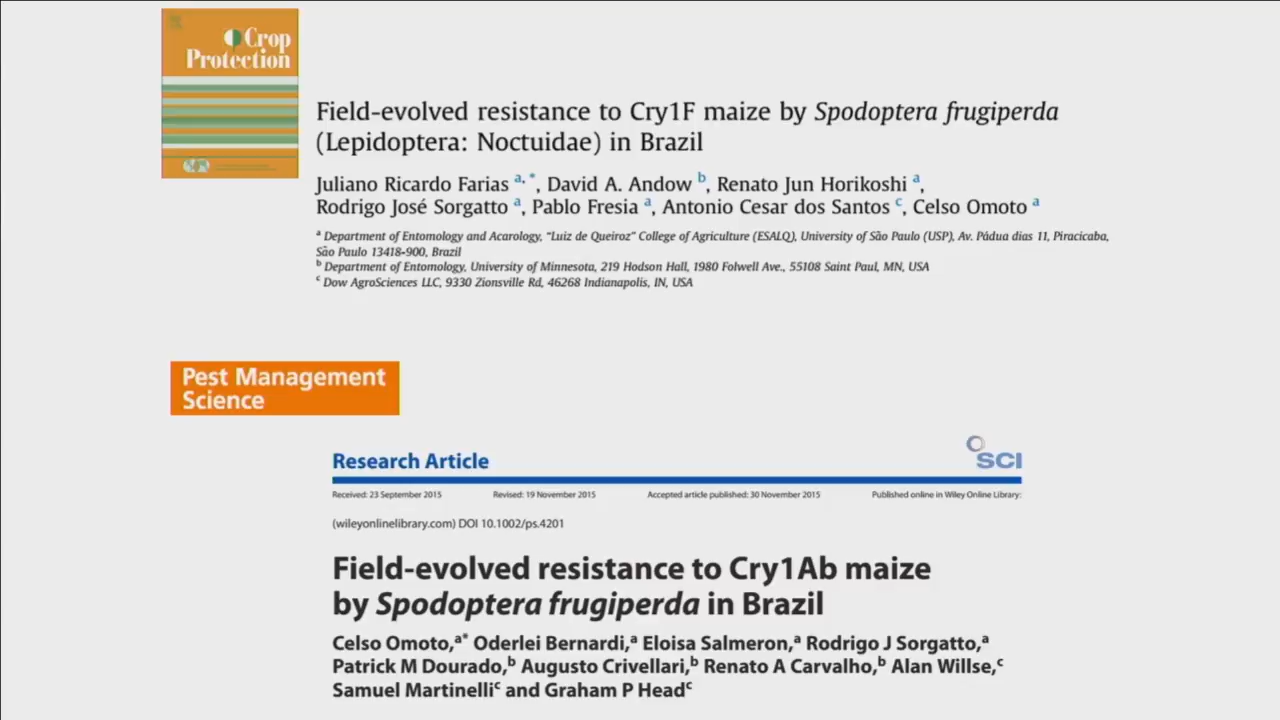 Crop
Protection
Field-evolved resistance to Cry1F maize by Spodoptera frugiperda
(Lepidoptera: Noctuidae) in Brazil
Juliano Ricardo Farias a, *, David A. Andow b, Renato Jun Horikoshi a,
Rodrigo José Sorgatto a, Pablo Fresia a, Antonio Cesar dos Santos c, Celso Omoto a
a Department of Entomology and Acarology, “Luiz de Queiroz” College of Agriculture (ESALQ), University of São Paulo (USP), Av. Pádua dias 11, Piracicaba,
São Paulo 13418-900, Brazil
b Department of Entomology, University of Minnesota, 219 Hodson Hall, 1980 Folwell Ave., 55108 Saint Paul, MN, USA
c Dow AgroSciences LLC, 9330 Zionsville Rd, 46268 Indianapolis, IN, USA
Pest Management
Science
Research Article
SCI
Received: 23 September 2015 Revised: 19 November 2015 Accepted article published: 30 November 2015 Published online in Wiley Online Library:
(wileyonlinelibrary.com) DOI 10.1002/ps.4201
Field-evolved resistance to Cry1Ab maize
by Spodoptera frugiperda in Brazil
Celso Omoto,a* Oderlei Bernardi,a Eloisa Salmeron,a Rodrigo J Sorgatto,a
Patrick M Dourado,b Augusto Crivellari,b Renato A Carvalho,b Alan Willse,c
Samuel Martinellic and Graham P Headc